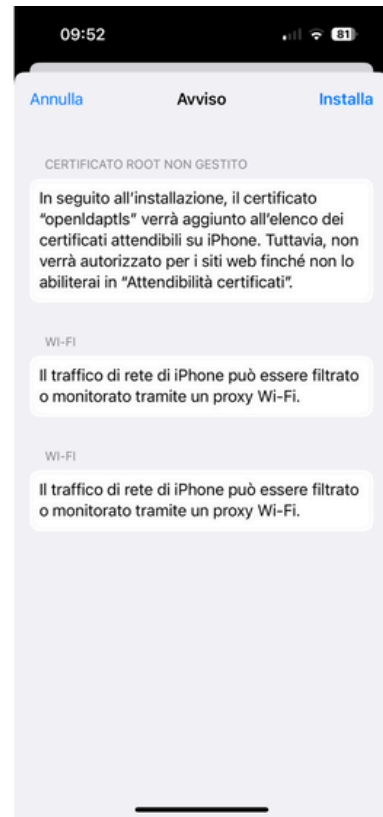 09:52
81
Annulla
Avviso
Installa
CERTIFICATO ROOT NON GESTITO
In seguito all'installazione, il certificato
“openldaptls” verrà aggiunto all'elenco dei
certificati attendibili su iPhone. Tuttavia, non
verrà autorizzato per i siti web finché non lo
abiliterai in “Attendibilità certificati”.
WI-FI
Il traffico di rete di iPhone può essere filtrato
o monitorato tramite un proxy Wi-Fi.
WI-FI
Il traffico di rete di iPhone può essere filtrato
o monitorato tramite un proxy Wi-Fi.